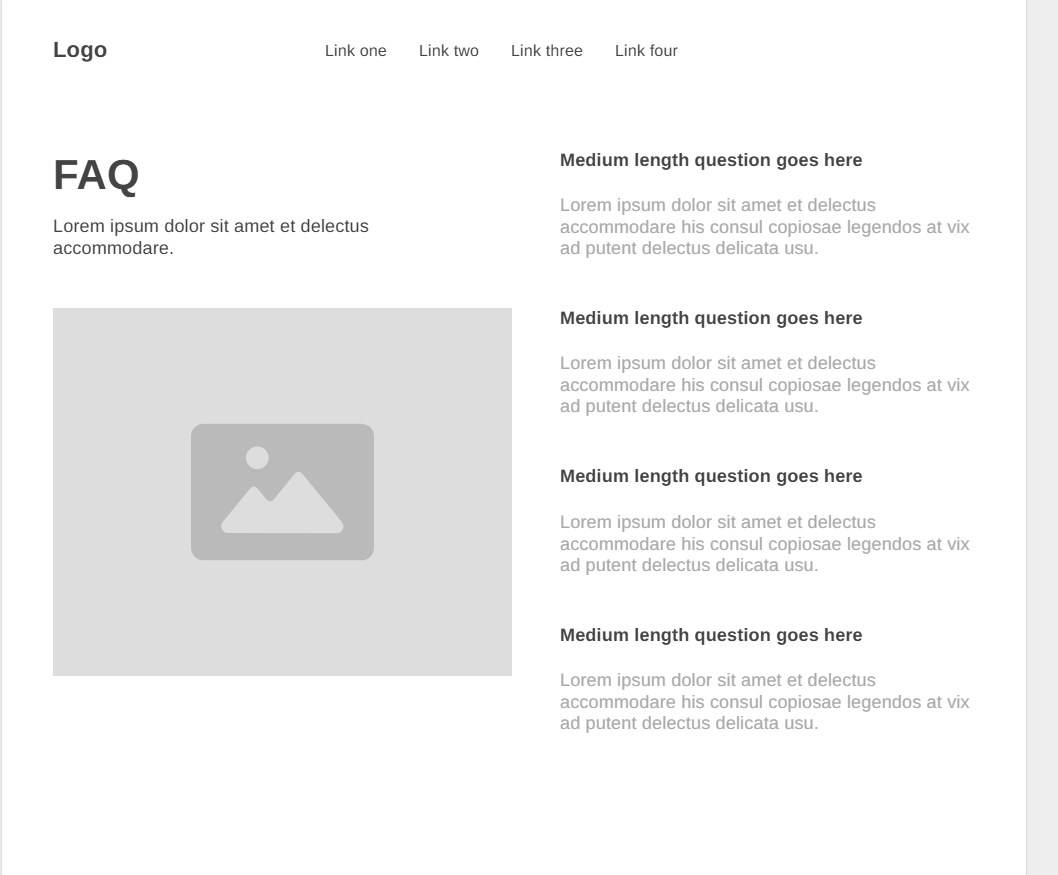 Logo
Link one
Link two
Link three
Link four
FAQ
Lorem ipsum dolor sit amet et delectus
accommodare.
Medium length question goes here
Lorem ipsum dolor sit amet et delectus
accommodare his consul copiosae legendos at vix
ad putent delectus delicata usu.
Medium length question goes here
Lorem ipsum dolor sit amet et delectus
accommodare his consul copiosae legendos at vix
ad putent delectus delicata usu.
Medium length question goes here
Lorem ipsum dolor sit amet et delectus
accommodare his consul copiosae legendos at vix
ad putent delectus delicata usu.
Medium length question goes here
Lorem ipsum dolor sit amet et delectus
accommodare his consul copiosae legendos at vix
ad putent delectus delicata usu.